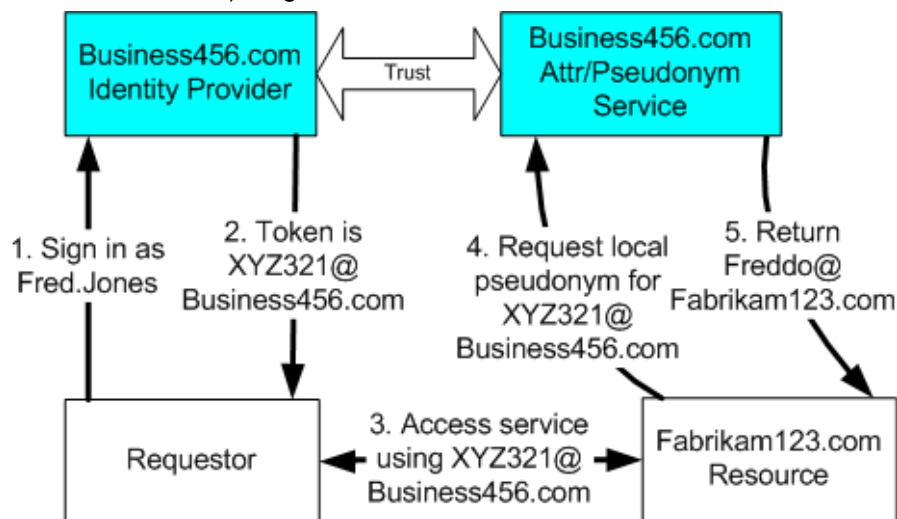 Business456.com
Identity Provider
Trust
Business456.com
Attr/Pseudonym
Service
1. Sign in as
Fred.Jones
2. Token is
XYZ321@
Business456.com
4. Request local
pseudonym for
XYZ321@
Business456.com
5. Return
Freddo@
Fabrikam123.com
Requestor
3. Access service
using XYZ321@
Business456.com
Fabrikam123.com
Resource